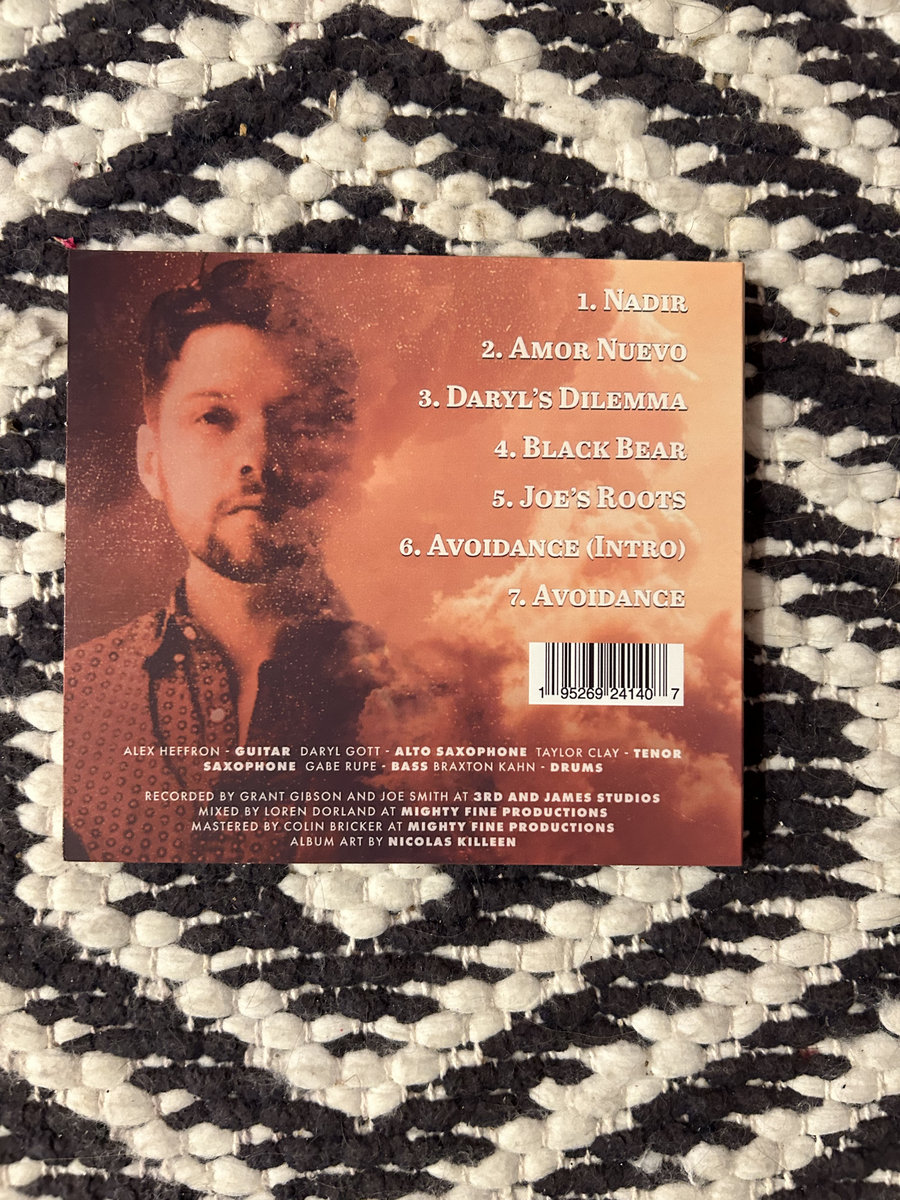 1. Nadir
2. Amor Nuevo
3. Daryl's Dilemma
4. Black Bear
5. Joe's Roots
6. Avoidance (Intro)
7. Avoidance
1 95269 24140 7
ALEX HEFFRON - GUITAR DARYL GOTT - ALTO SAXOPHONE TAYLOR CLAY - TENOR
SAXOPHONE GABE RUPE - BASS BRAXTON KAHN - DRUMS
RECORDED BY GRANT GIBSON AND JOE SMITH AT 3RD AND JAMES STUDIOS
MIXED BY LOREN DORLAND AT MIGHTY FINE PRODUCTIONS
MASTERED BY COLIN BRICKER AT MIGHTY FINE PRODUCTIONS
ALBUM ART BY NICOLAS KILLEEN